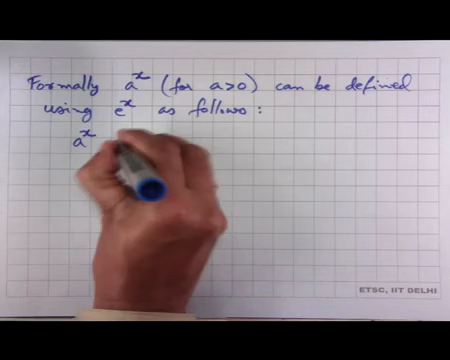 Formally a^x (for a>0) can be defined
using e^x as follows:
a^x
ETSC, IIT DELHI